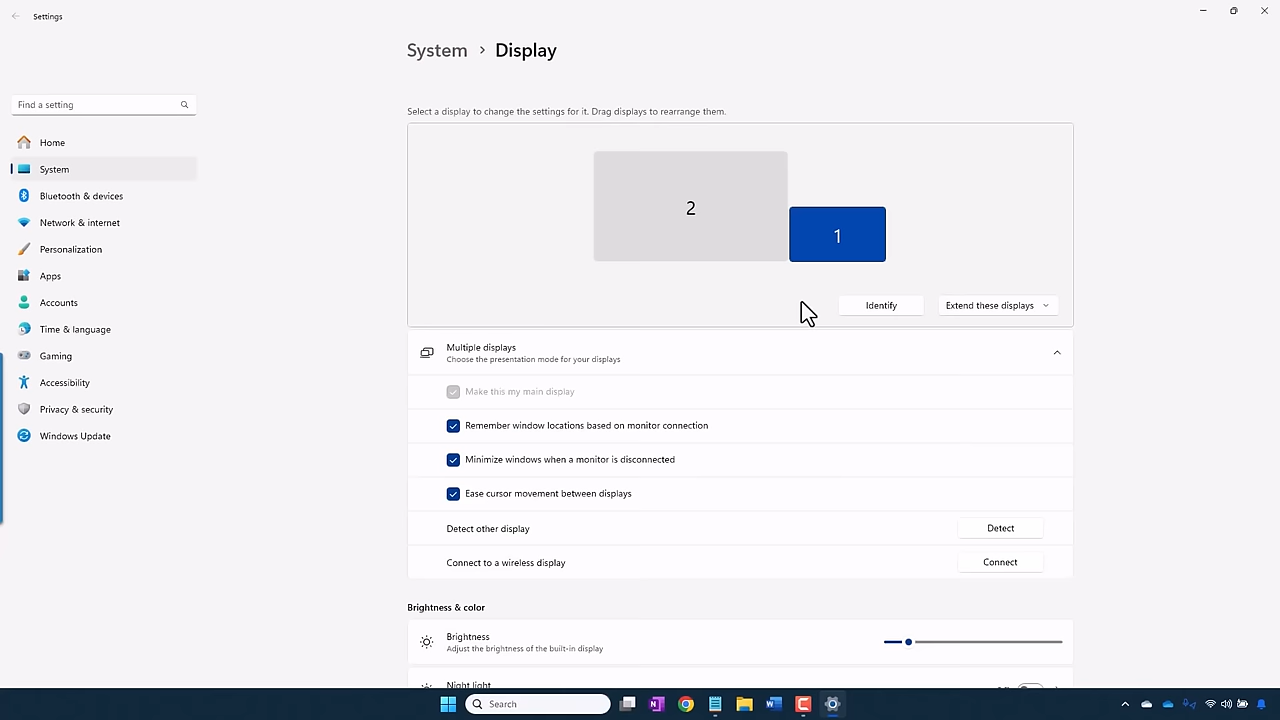 Settings
System > Display
Find a setting
Home
System
Bluetooth & devices
Network & internet
Personalization
Apps
Accounts
Time & language
Gaming
Accessibility
Privacy & security
Windows Update
Select a display to change the settings for it. Drag displays to rearrange them.
2
1
Identify
Extend these displays
Multiple displays
Choose the presentation mode for your displays
Make this my main display
Remember window locations based on monitor connection
Minimize windows when a monitor is disconnected
Ease cursor movement between displays
Detect other display
Detect
Connect to a wireless display
Connect
Brightness & color
Brightness
Adjust the brightness of the built-in display
Night light
Search